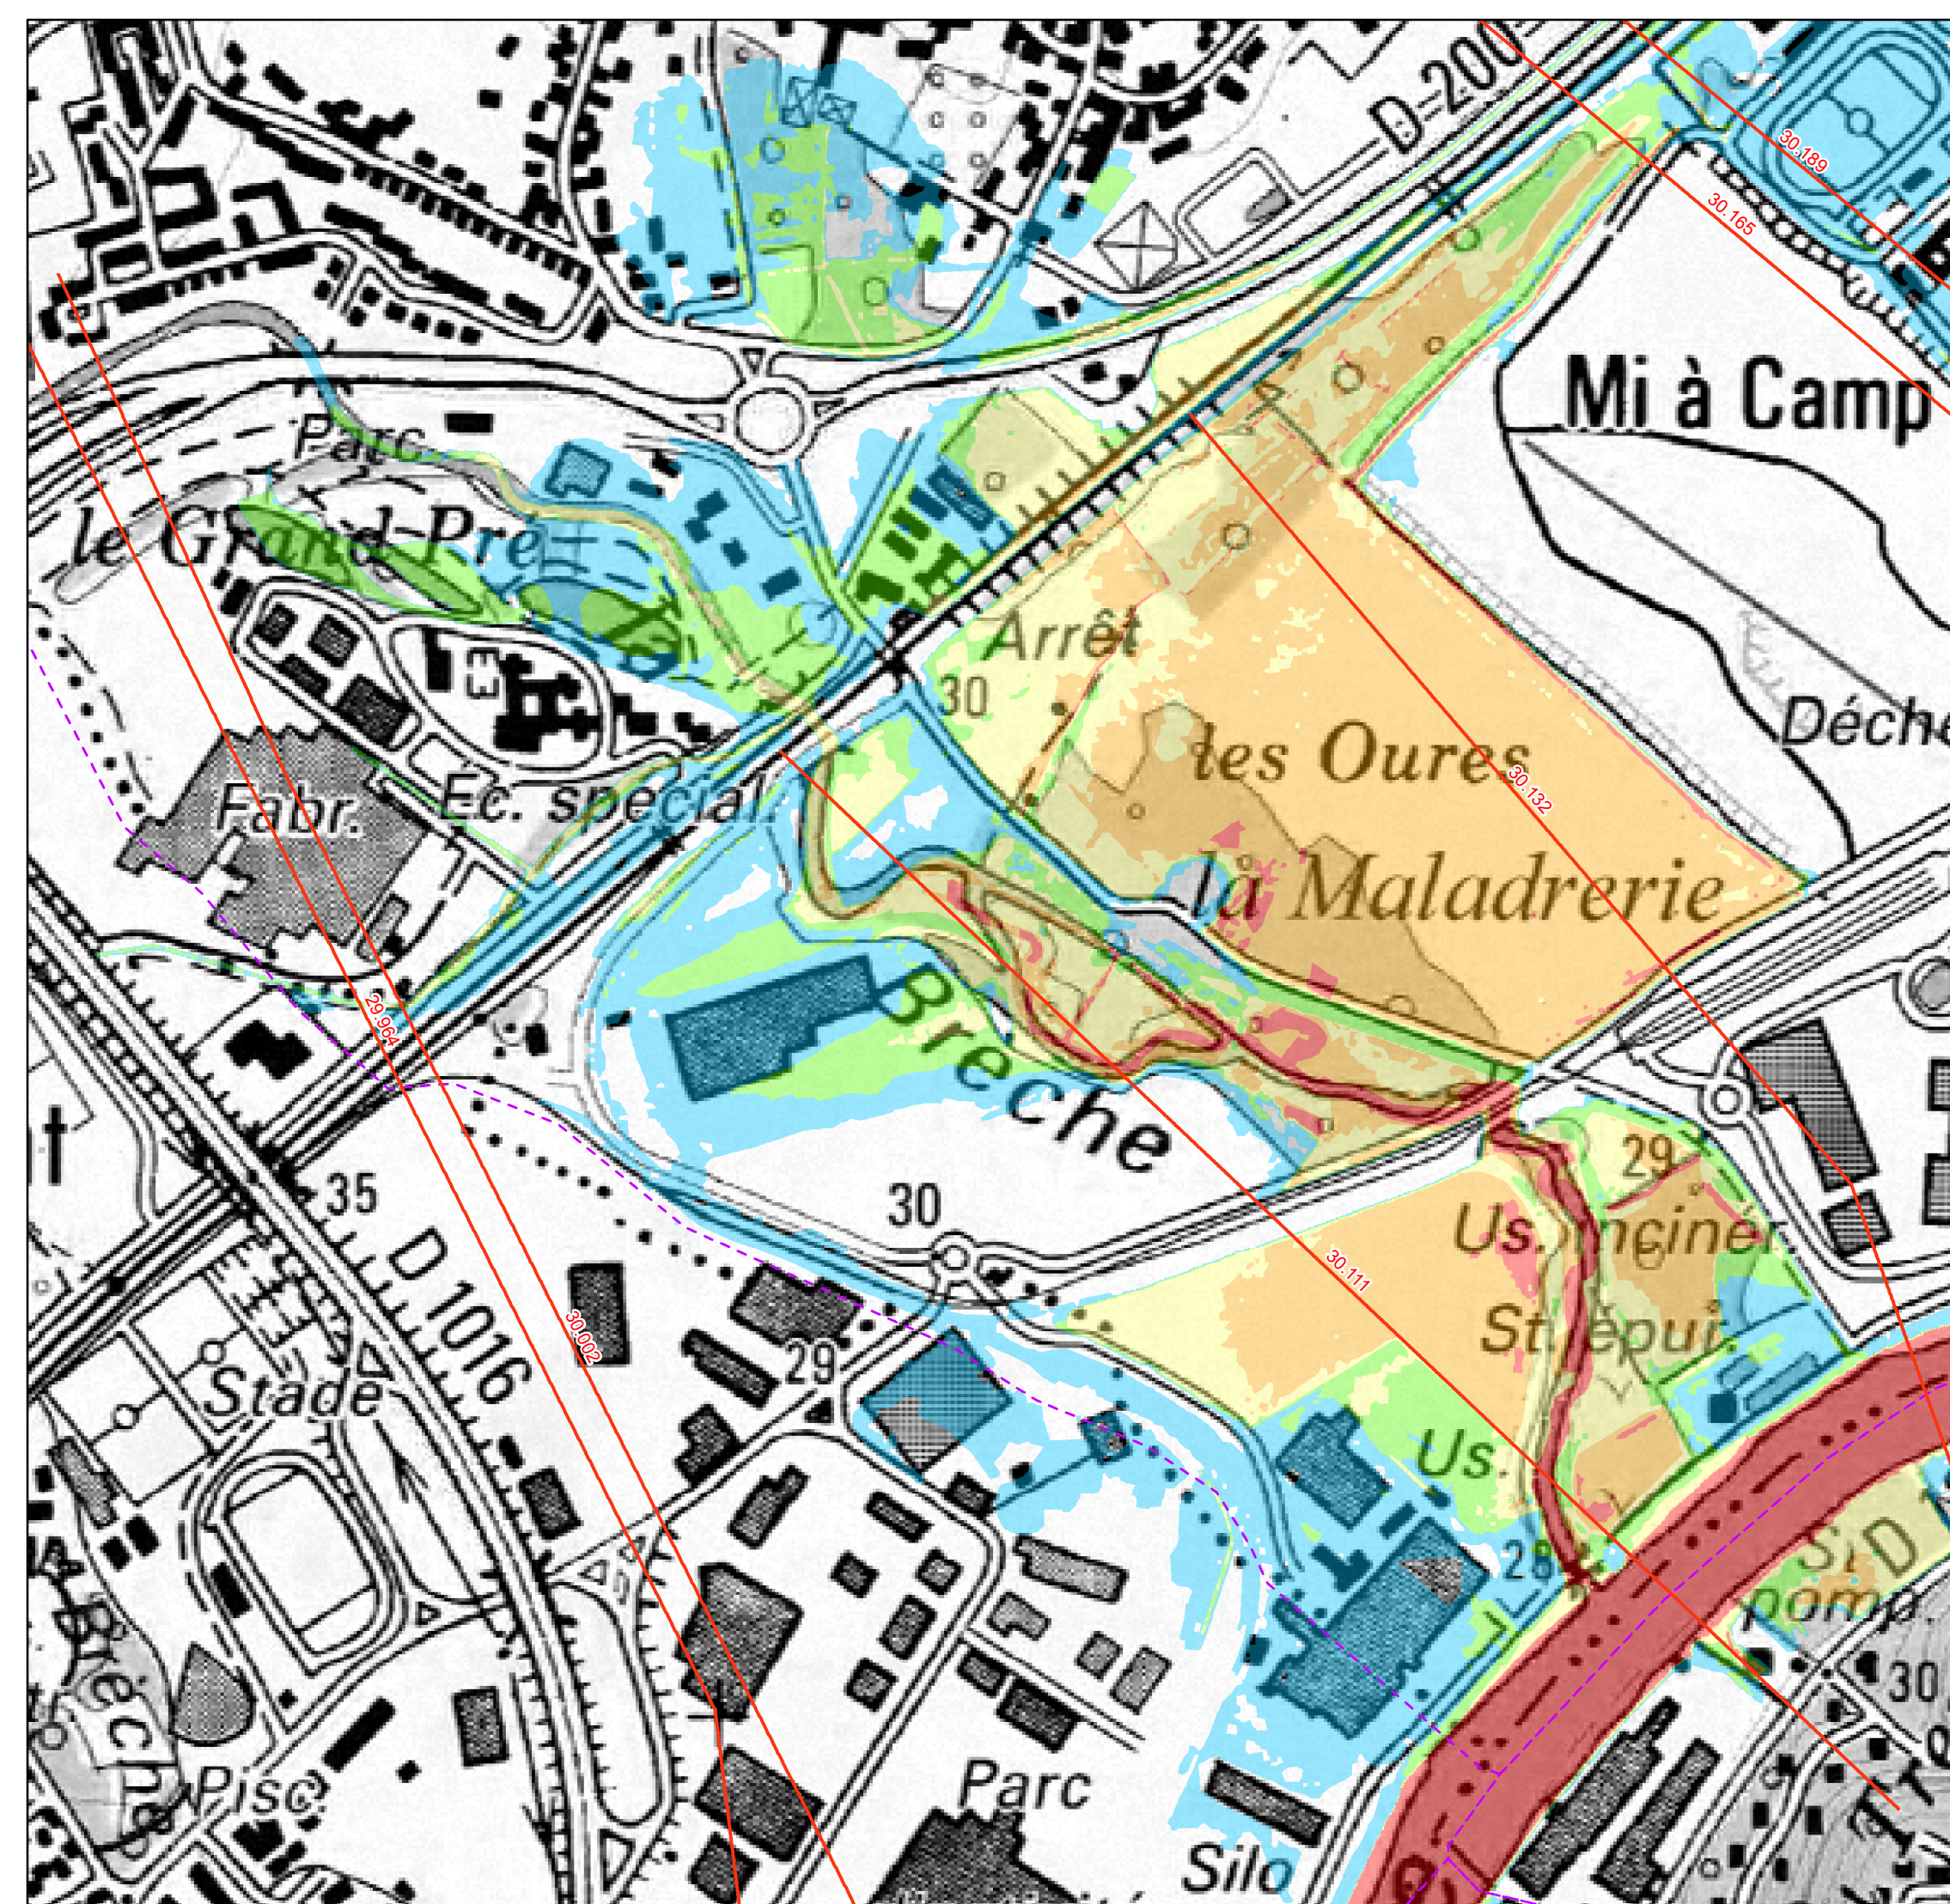 D 200
30.189
30.165
Mi à Camp
Parc
le Grand Pré
Arrêt
30
les Oures
30.132
Déche
Fabr.
Éc. spécial.
la Maladrerie
29.964
Brèche
29
35
30
Us. inciner.
D 1016
30.111
30.002
St. épur.
29
Stade
Us.
28
S
D
pomp.
30
Brèche
Pisc.
Parc
Silo